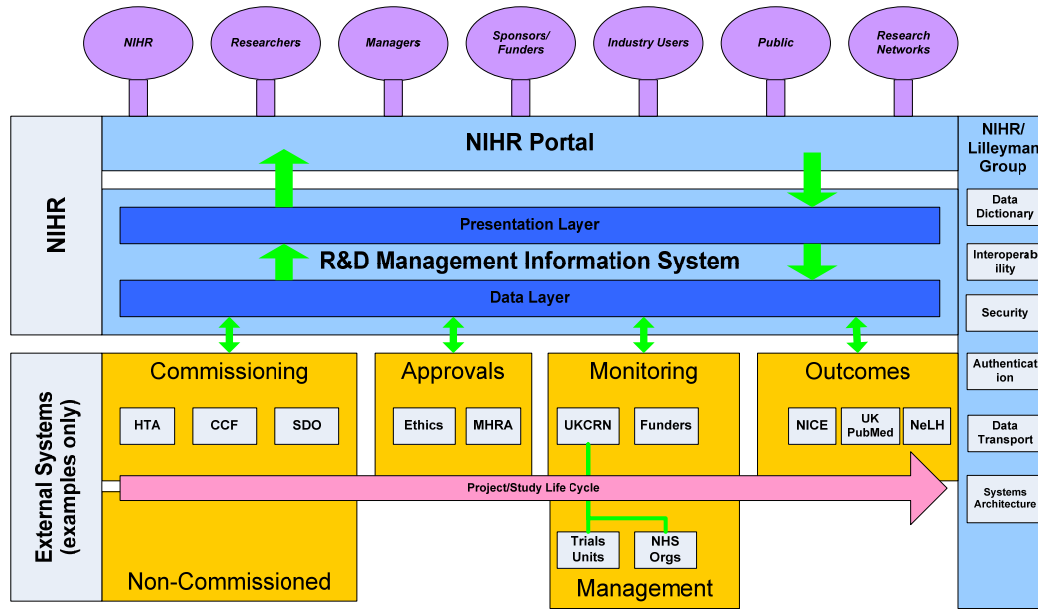 NIHR
Researchers
Managers
Sponsors/
Funders
Industry Users
Public
Research
Networks
NIHR
NIHR Portal
NIHR/
Lilleyman
Group
Presentation Layer
R&D Management Information System
Data Layer
Data
Dictionary
Interoperab
ility
Security
Authenticat
ion
Data
Transport
Systems
Architecture
External Systems
(examples only)
Commissioning
HTA
CCF
SDO
Approvals
Ethics
MHRA
Monitoring
UKCRN
Funders
Outcomes
NICE
UK
PubMed
NeLH
Project/Study Life Cycle
Non-Commissioned
Trials
Units
NHS
Orgs
Management